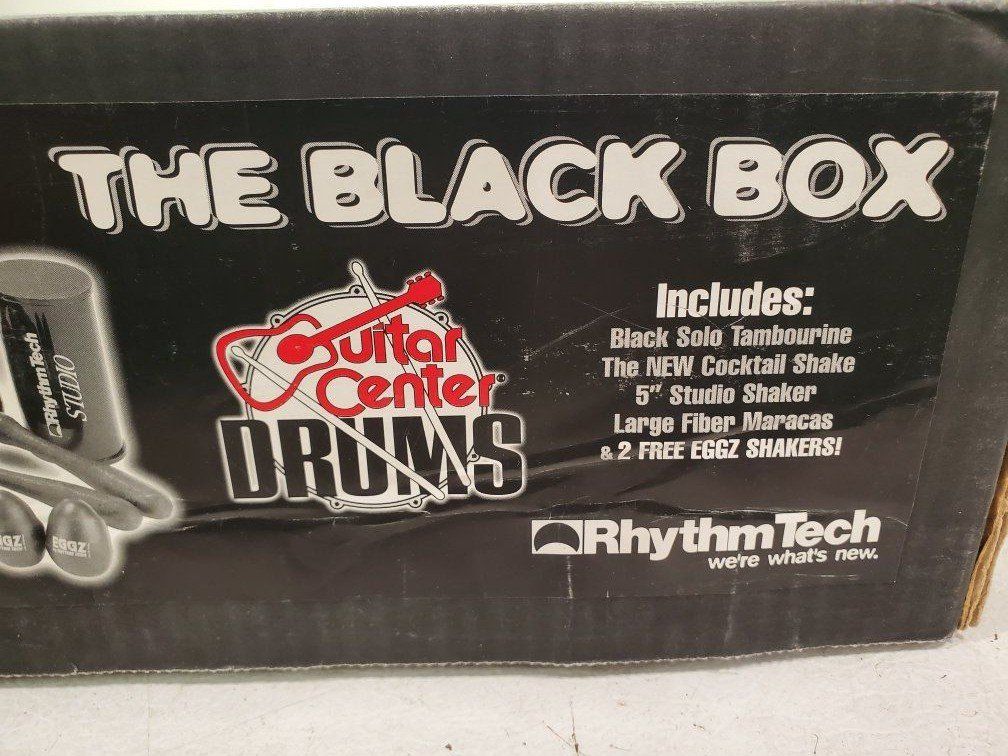 THE BLACK BOX
RhythmTech
STUDIO
Guitar
Center®
DRUMS
Includes:
Black Solo Tambourine
The NEW Cocktail Shake
5" Studio Shaker
Large Fiber Maracas
& 2 FREE EGGZ SHAKERS!
EGGZ
RhythmTech
we're what's new.